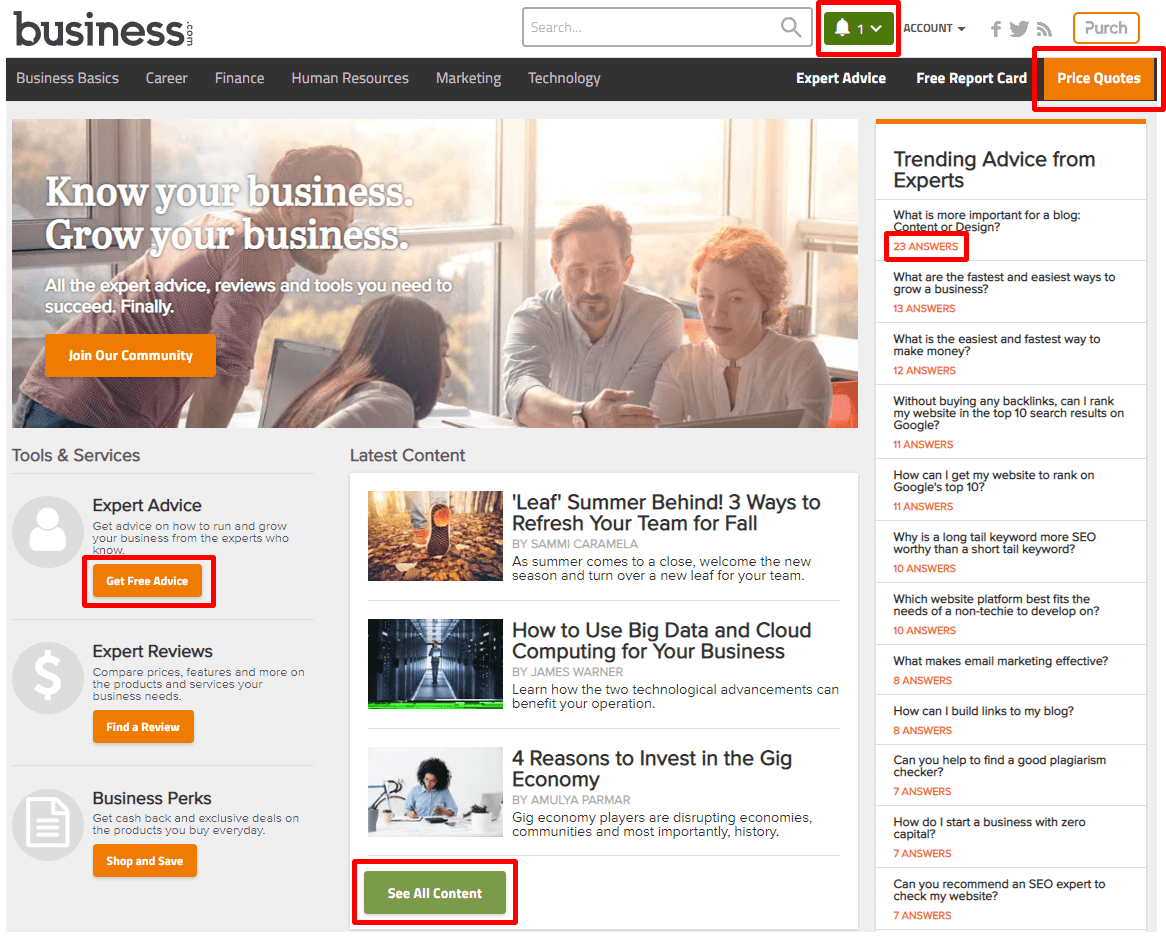 business.com
Search...
1
ACCOUNT
Purch
Business Basics
Career
Finance
Human Resources
Marketing
Technology
Expert Advice
Free Report Card
Price Quotes
Know your business.
Grow your business.
All the expert advice, reviews and tools you need to
succeed. Finally.
Join Our Community
Tools & Services
Expert Advice
Get advice on how to run and grow
your business from the experts who
know.
Get Free Advice
Expert Reviews
Compare prices, features and more on
the products and services your
business needs.
Find a Review
Business Perks
Get cash back and exclusive deals on
the products you buy everyday.
Shop and Save
Latest Content
'Leaf' Summer Behind! 3 Ways to
Refresh Your Team for Fall
BY SAMMI CARAMELA
As summer comes to a close, welcome the new
season and turn over a new leaf for your team.
How to Use Big Data and Cloud
Computing for Your Business
BY JAMES WARNER
Learn how the two technological advancements can
benefit your operation.
4 Reasons to Invest in the Gig
Economy
BY AMULYA PARMAR
Gig economy players are disrupting economies,
communities and most importantly, history.
See All Content
Trending Advice from
Experts
What is more important for a blog:
Content or Design?
23 ANSWERS
What are the fastest and easiest ways to
grow a business?
13 ANSWERS
What is the easiest and fastest way to
make money?
12 ANSWERS
Without buying any backlinks, can I rank
my website in the top 10 search results on
Google?
11 ANSWERS
How can I get my website to rank on
Google's top 10?
11 ANSWERS
Why is a long tail keyword more SEO
worthy than a short tail keyword?
10 ANSWERS
Which website platform best fits the
needs of a non-techie to develop on?
10 ANSWERS
What makes email marketing effective?
8 ANSWERS
How can I build links to my blog?
8 ANSWERS
Can you help to find a good plagiarism
checker?
7 ANSWERS
How do I start a business with zero
capital?
7 ANSWERS
Can you recommend an SEO expert to
check my website?
7 ANSWERS